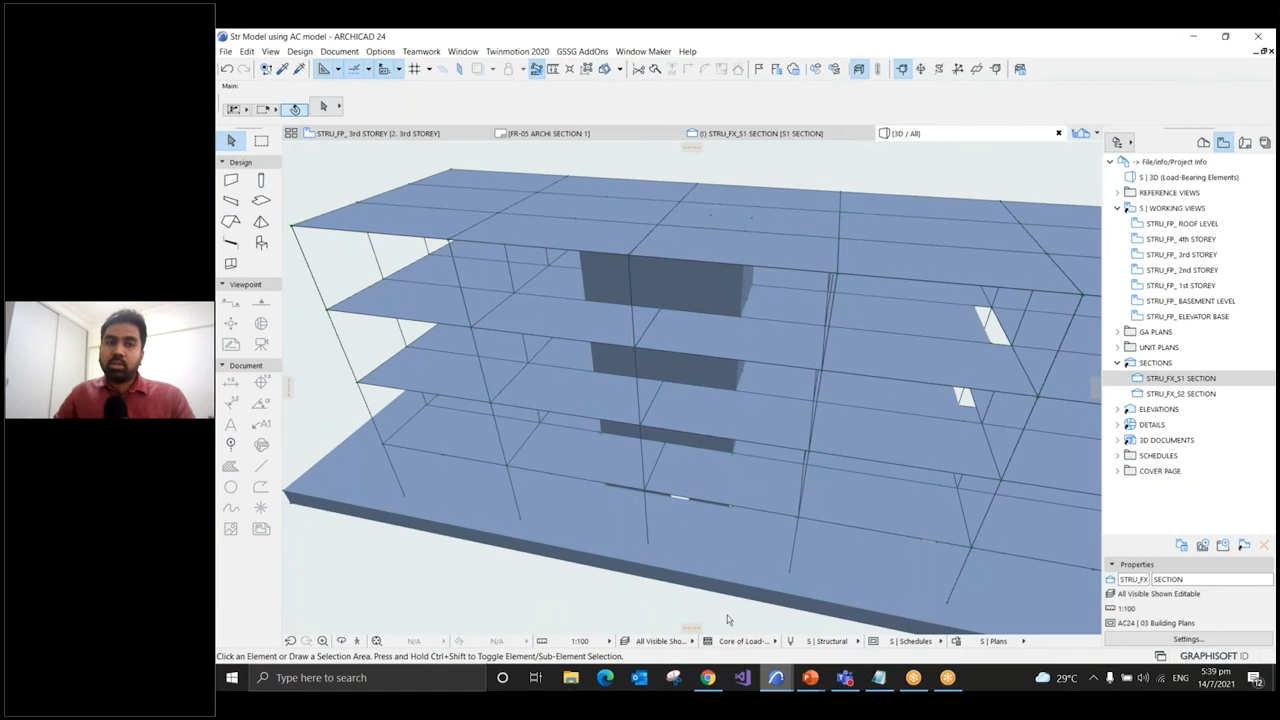 Str Model using AC model - ARCHICAD 24
File Edit View Design Document Options Teamwork Window Twinmotion 2020 GSSG AddOns Window Maker Help
Main:
STRU_FP_ 3rd STOREY [2. 3rd STOREY]
[FR-05 ARCHI SECTION 1]
(!) STRU_FX_S1 SECTION [S1 SECTION]
[3D / All]
Design
Viewpoint
Document
-> File/info/Project Info
S | 3D (Load-Bearing Elements)
REFERENCE VIEWS
S | WORKING VIEWS
STRU_FP_ ROOF LEVEL
STRU_FP_ 4th STOREY
STRU_FP_ 3rd STOREY
STRU_FP_ 2nd STOREY
STRU_FP_ 1st STOREY
STRU_FP_ BASEMENT LEVEL
STRU_FP_ ELEVATOR BASE
GA PLANS
UNIT PLANS
SECTIONS
STRU_FX_S1 SECTION
STRU_FX_S2 SECTION
ELEVATIONS
DETAILS
3D DOCUMENTS
SCHEDULES
COVER PAGE
Properties
STRU_FX SECTION
All Visible Shown Editable
1:100
AC24 | 03 Building Plans
Settings...
N/A N/A 1:100 All Visible Sho... Core of Load-... S | Structural S | Schedules S | Plans
Click an Element or Draw a Selection Area. Press and Hold Ctrl+Shift to Toggle Element/Sub-Element Selection.
GRAPHISOFT ID
Type here to search
29°C
ENG
5:39 pm
14/7/2021
12